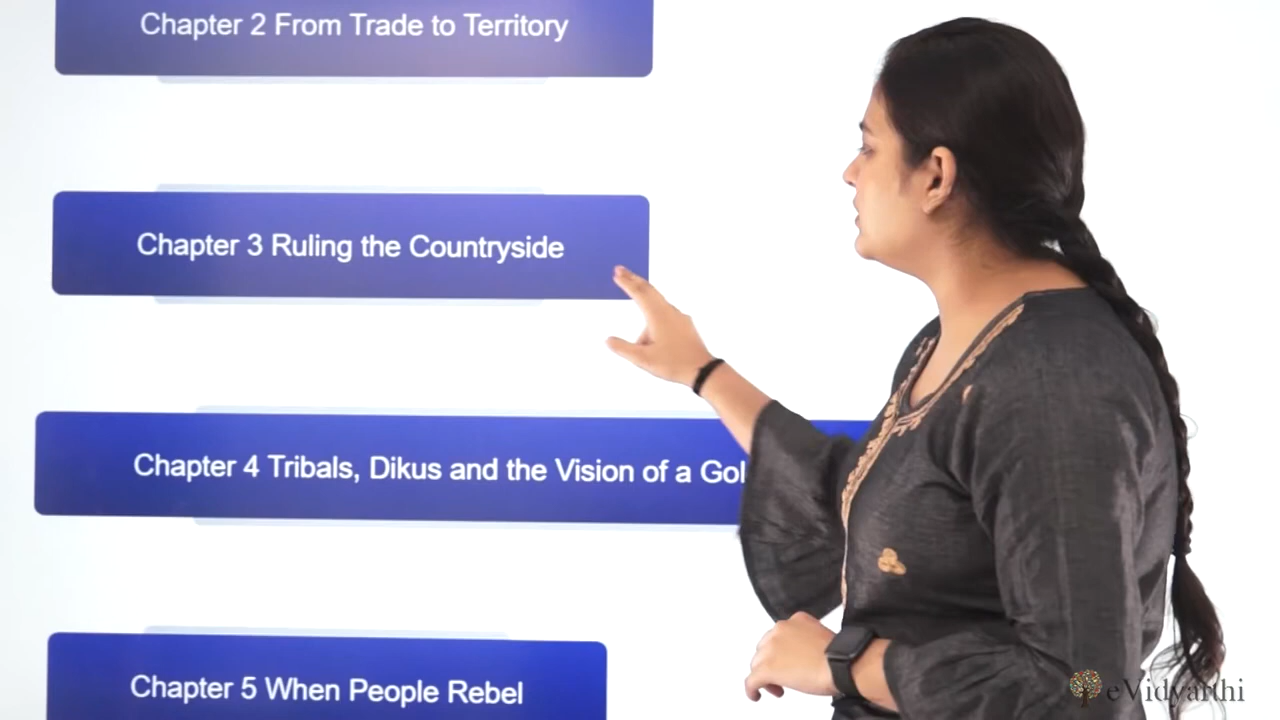 Chapter 2 From Trade to Territory
Chapter 3 Ruling the Countryside
Chapter 4 Tribals, Dikus and the Vision of a Gol
Chapter 5 When People Rebel
eVidyarthi